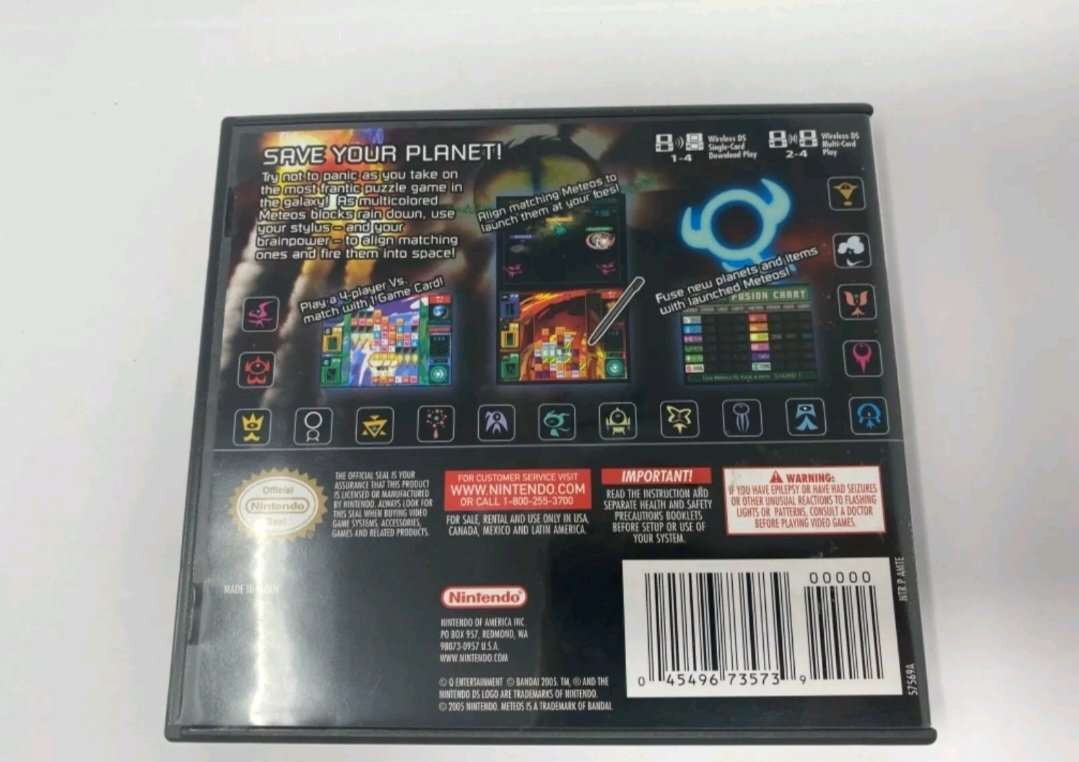 SAVE YOUR PLANET!
Try not to panic as you take on
the most frantic puzzle game in
the galaxy! As multicolored
Meteos blocks rain down, use
your stylus – and your
brainpower – to align matching
ones and fire them into space!
Wireless DS
Single-Card
Download Play
1-4
Wireless DS
Multi-Card
Play
2-4
Align matching Meteos to
launch them at your foes!
Play a 4-player Vs.
match with 1 Game Card!
Fuse new planets and items
with launched Meteos!
FUSION CHART
Official
Nintendo
Seal
THE OFFICIAL SEAL IS YOUR
ASSURANCE THAT THIS PRODUCT
IS LICENSED OR MANUFACTURED
BY NINTENDO. ALWAYS LOOK FOR
THIS SEAL WHEN BUYING VIDEO
GAME SYSTEMS, ACCESSORIES,
GAMES AND RELATED PRODUCTS.
FOR CUSTOMER SERVICE VISIT
WWW.NINTENDO.COM
OR CALL 1-800-255-3700
FOR SALE, RENTAL AND USE ONLY IN USA,
CANADA, MEXICO AND LATIN AMERICA.
IMPORTANT!
READ THE INSTRUCTION AND
SEPARATE HEALTH AND SAFETY
PRECAUTIONS BOOKLETS
BEFORE SETUP OR USE OF
YOUR SYSTEM.
WARNING:
IF YOU HAVE EPILEPSY OR HAVE HAD SEIZURES
OR OTHER UNUSUAL REACTIONS TO FLASHING
LIGHTS OR PATTERNS, CONSULT A DOCTOR
BEFORE PLAYING VIDEO GAMES.
MADE IN
Nintendo
NINTENDO OF AMERICA INC.
PO BOX 957, REDMOND, WA
98073-0957 U.S.A.
WWW.NINTENDO.COM
© Q ENTERTAINMENT © BANDAI 2005. TM, ® AND THE
NINTENDO DS LOGO ARE TRADEMARKS OF NINTENDO.
© 2005 NINTENDO. METEOS IS A TRADEMARK OF BANDAI.
00000
0 45496 73573 9
NTR P AMTE
57569A